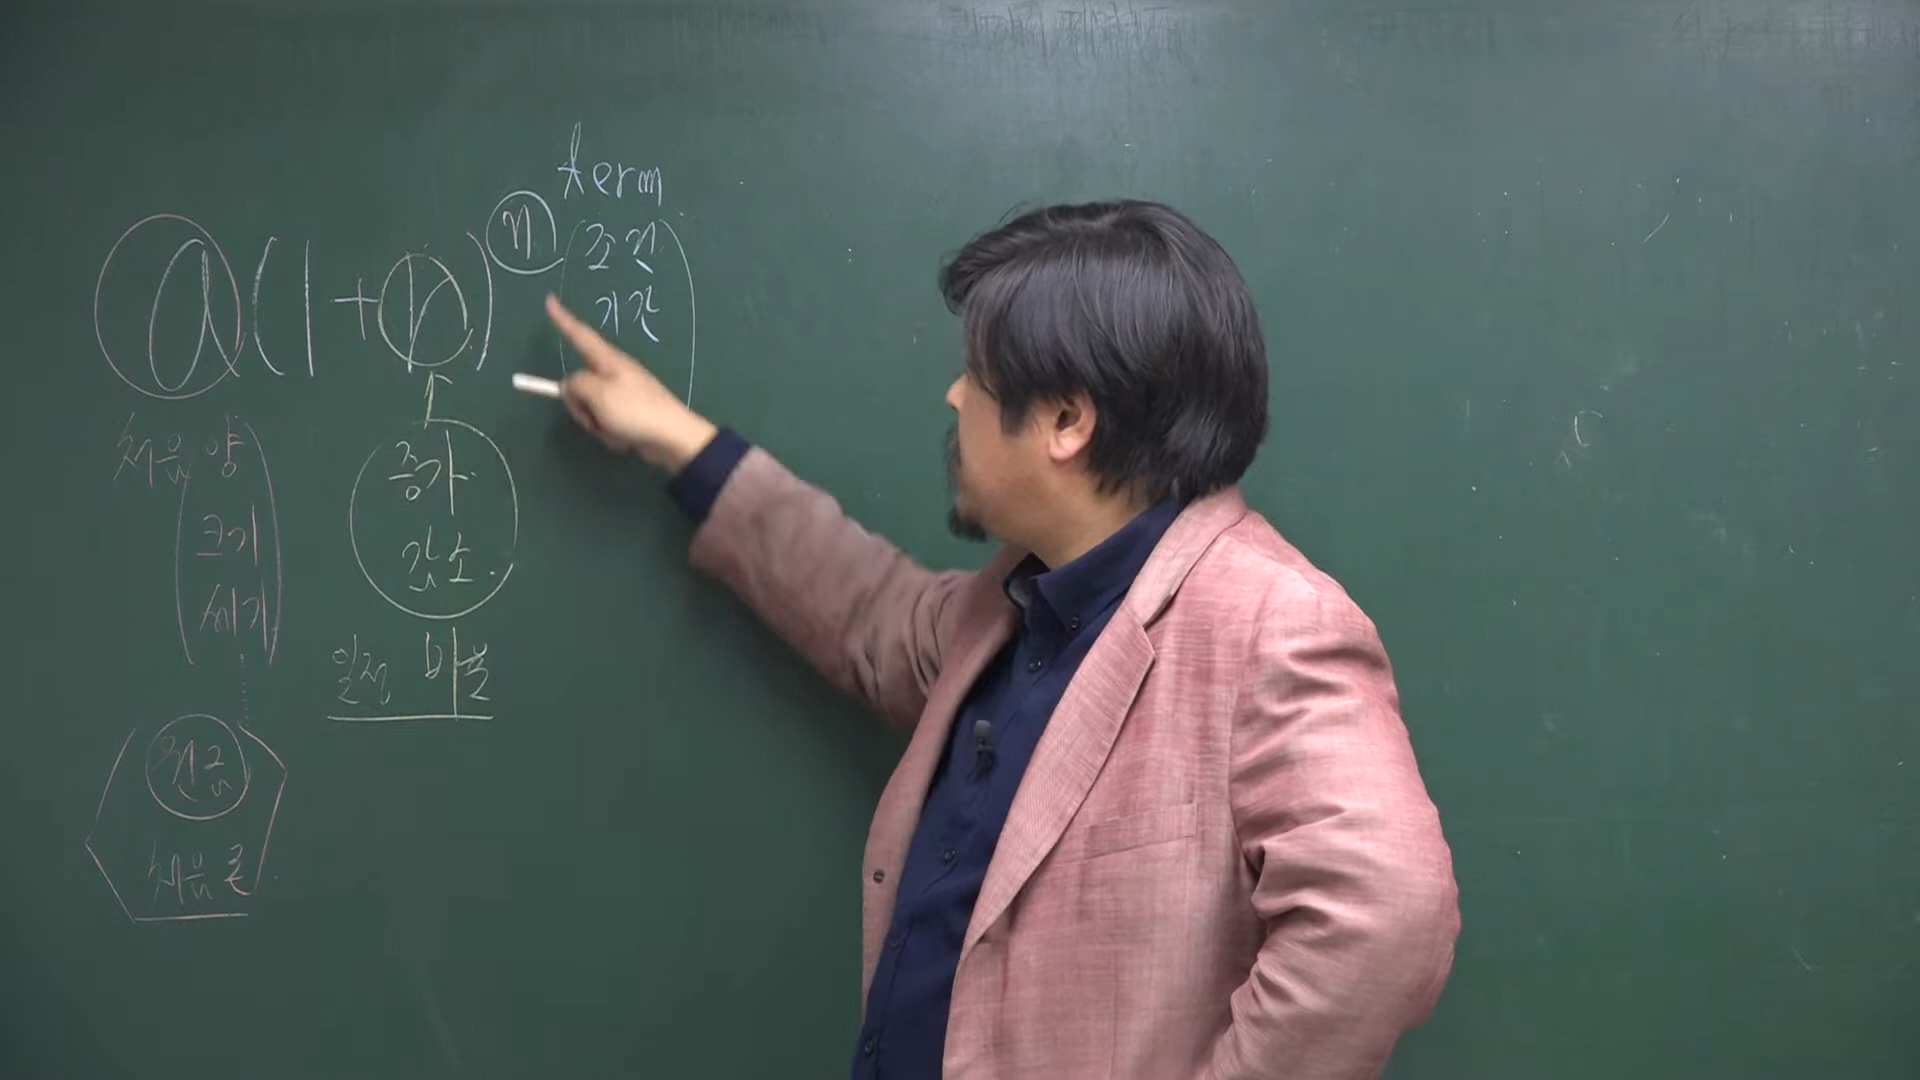 a(1+r)ⁿ
term
조건
기간
처음 양
크기
세기
증가
감소
일정 비율
원금
처음 돈